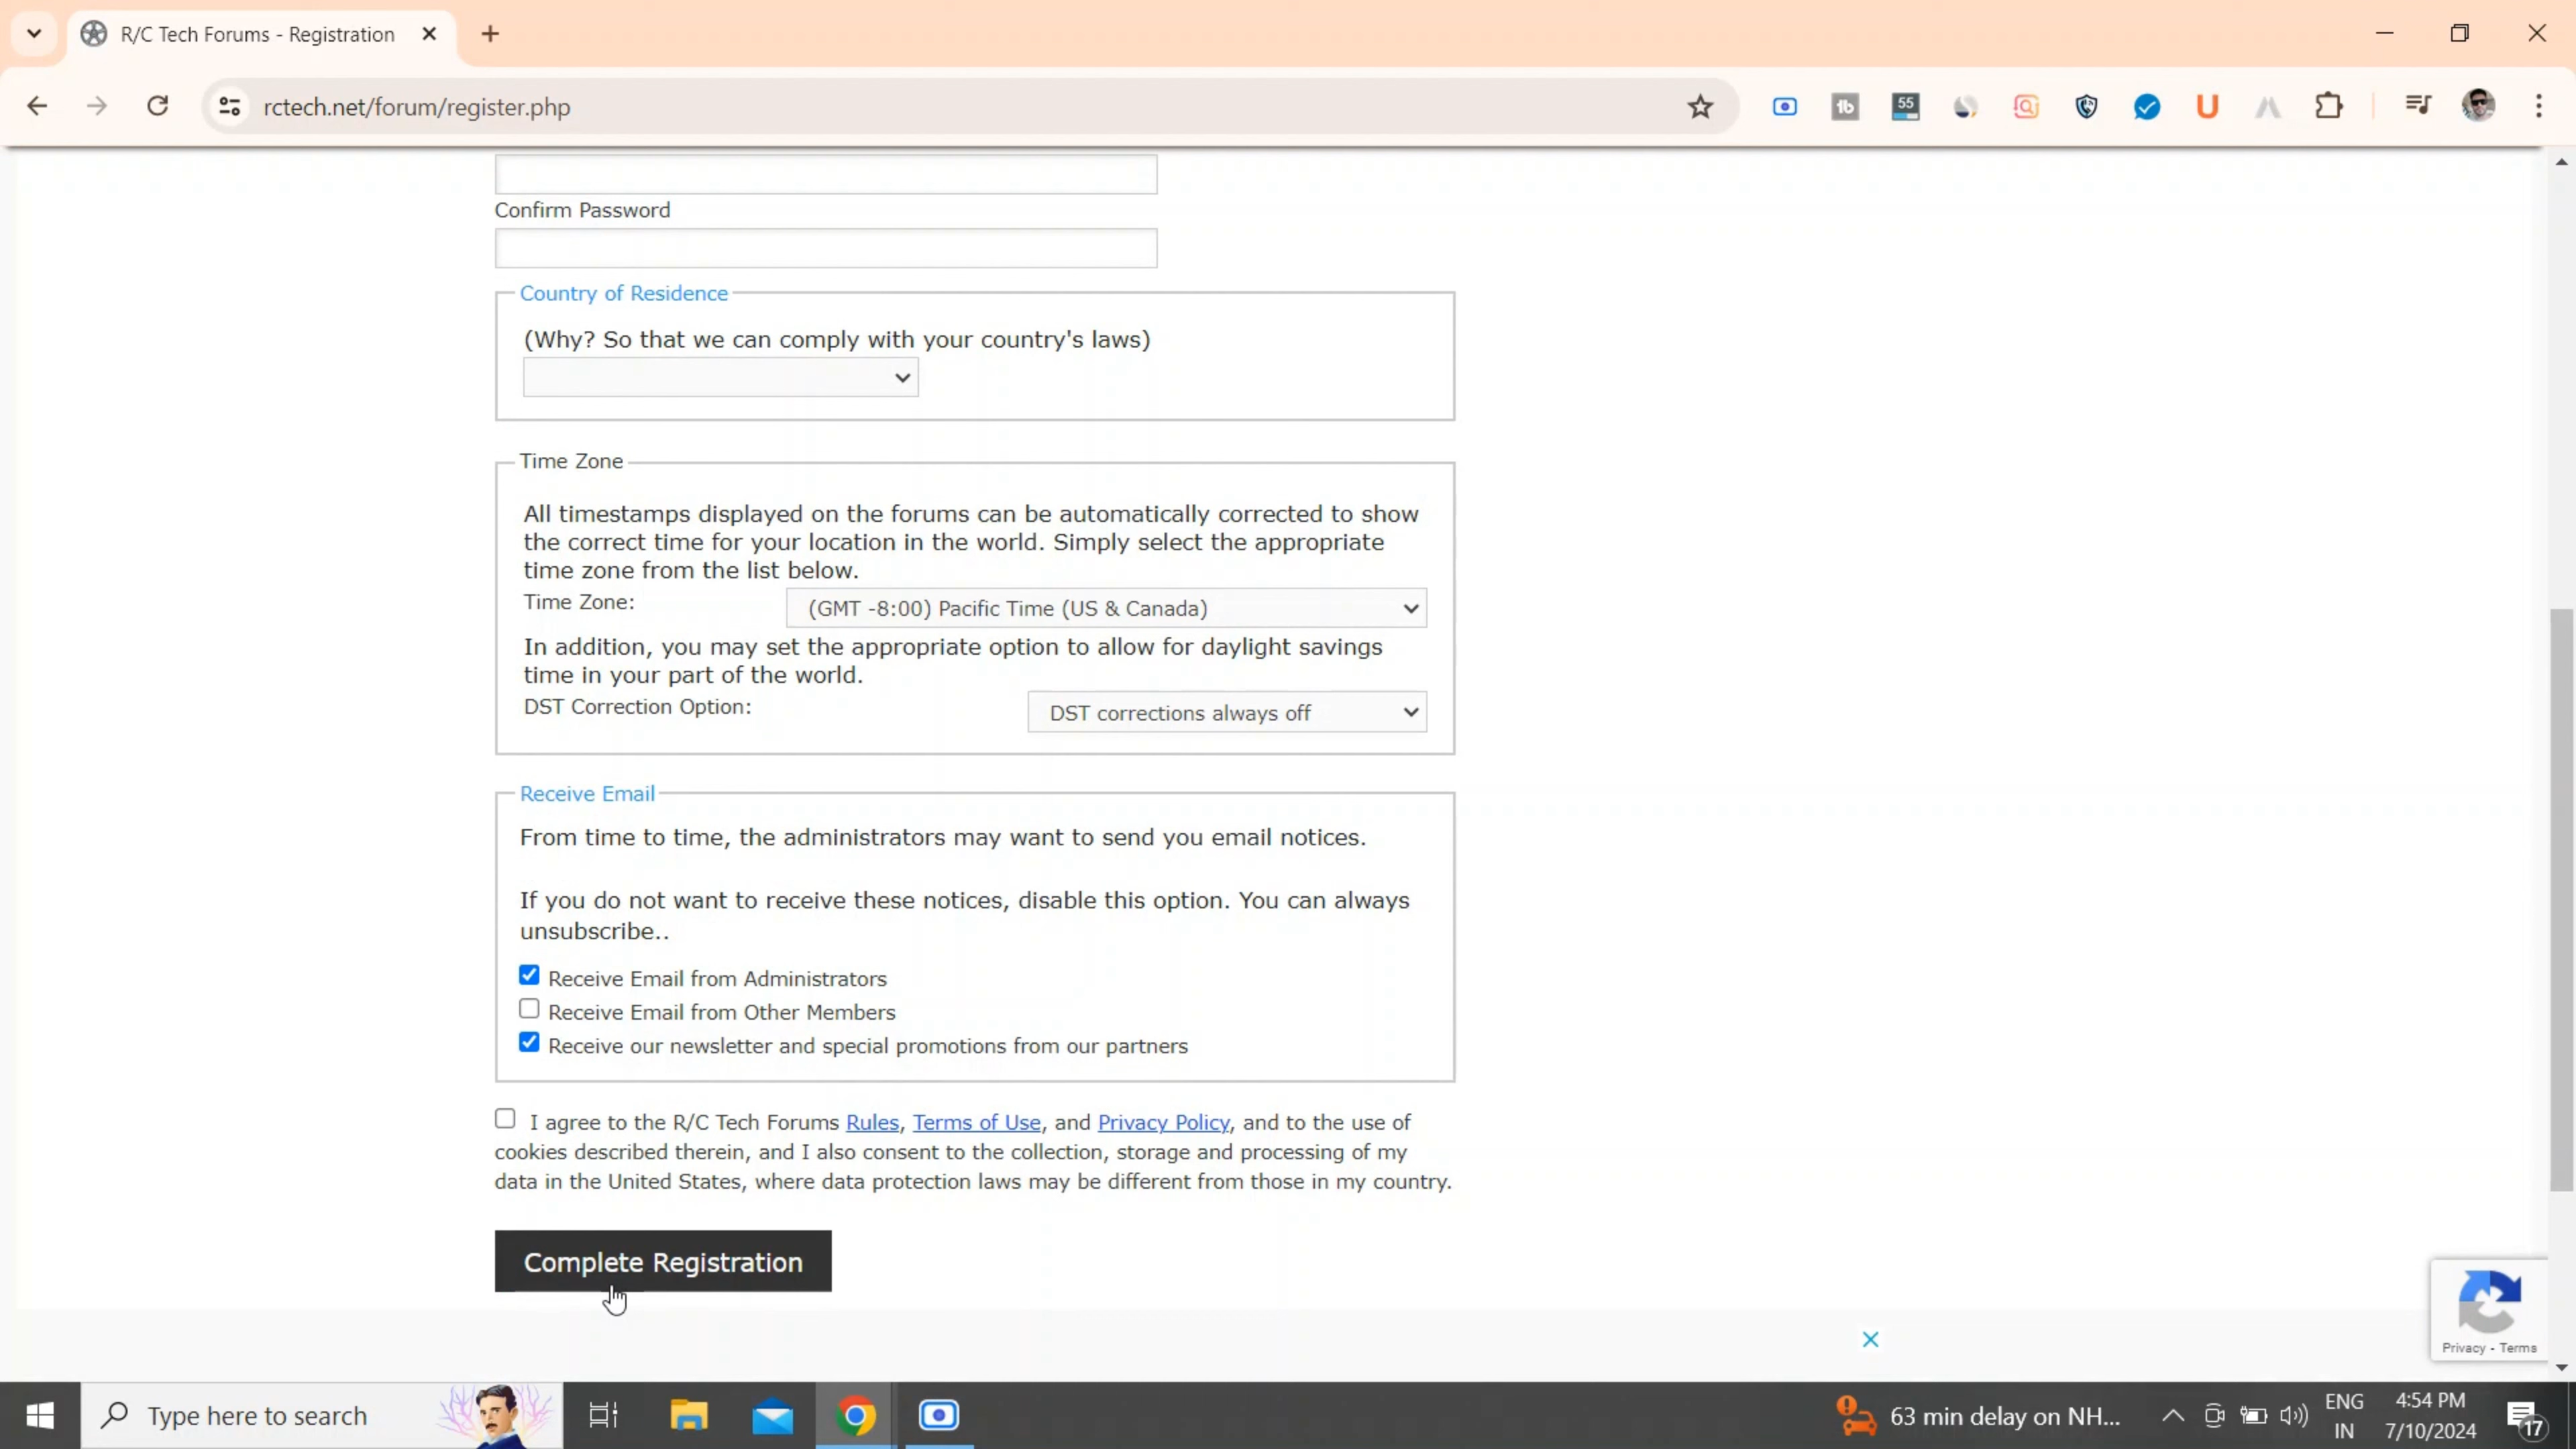 R/C Tech Forums - Registration
rctech.net/forum/register.php
55
Confirm Password
Country of Residence
(Why? So that we can comply with your country's laws)
Time Zone
All timestamps displayed on the forums can be automatically corrected to show
the correct time for your location in the world. Simply select the appropriate
time zone from the list below.
Time Zone: (GMT -8:00) Pacific Time (US & Canada)
In addition, you may set the appropriate option to allow for daylight savings
time in your part of the world.
DST Correction Option: DST corrections always off
Receive Email
From time to time, the administrators may want to send you email notices.
If you do not want to receive these notices, disable this option. You can always
unsubscribe..
Receive Email from Administrators
Receive Email from Other Members
Receive our newsletter and special promotions from our partners
I agree to the R/C Tech Forums Rules, Terms of Use, and Privacy Policy, and to the use of
cookies described therein, and I also consent to the collection, storage and processing of my
data in the United States, where data protection laws may be different from those in my country.
Complete Registration
Privacy - Terms
Type here to search
63 min delay on NH...
ENG
IN
4:54 PM
7/10/2024
17